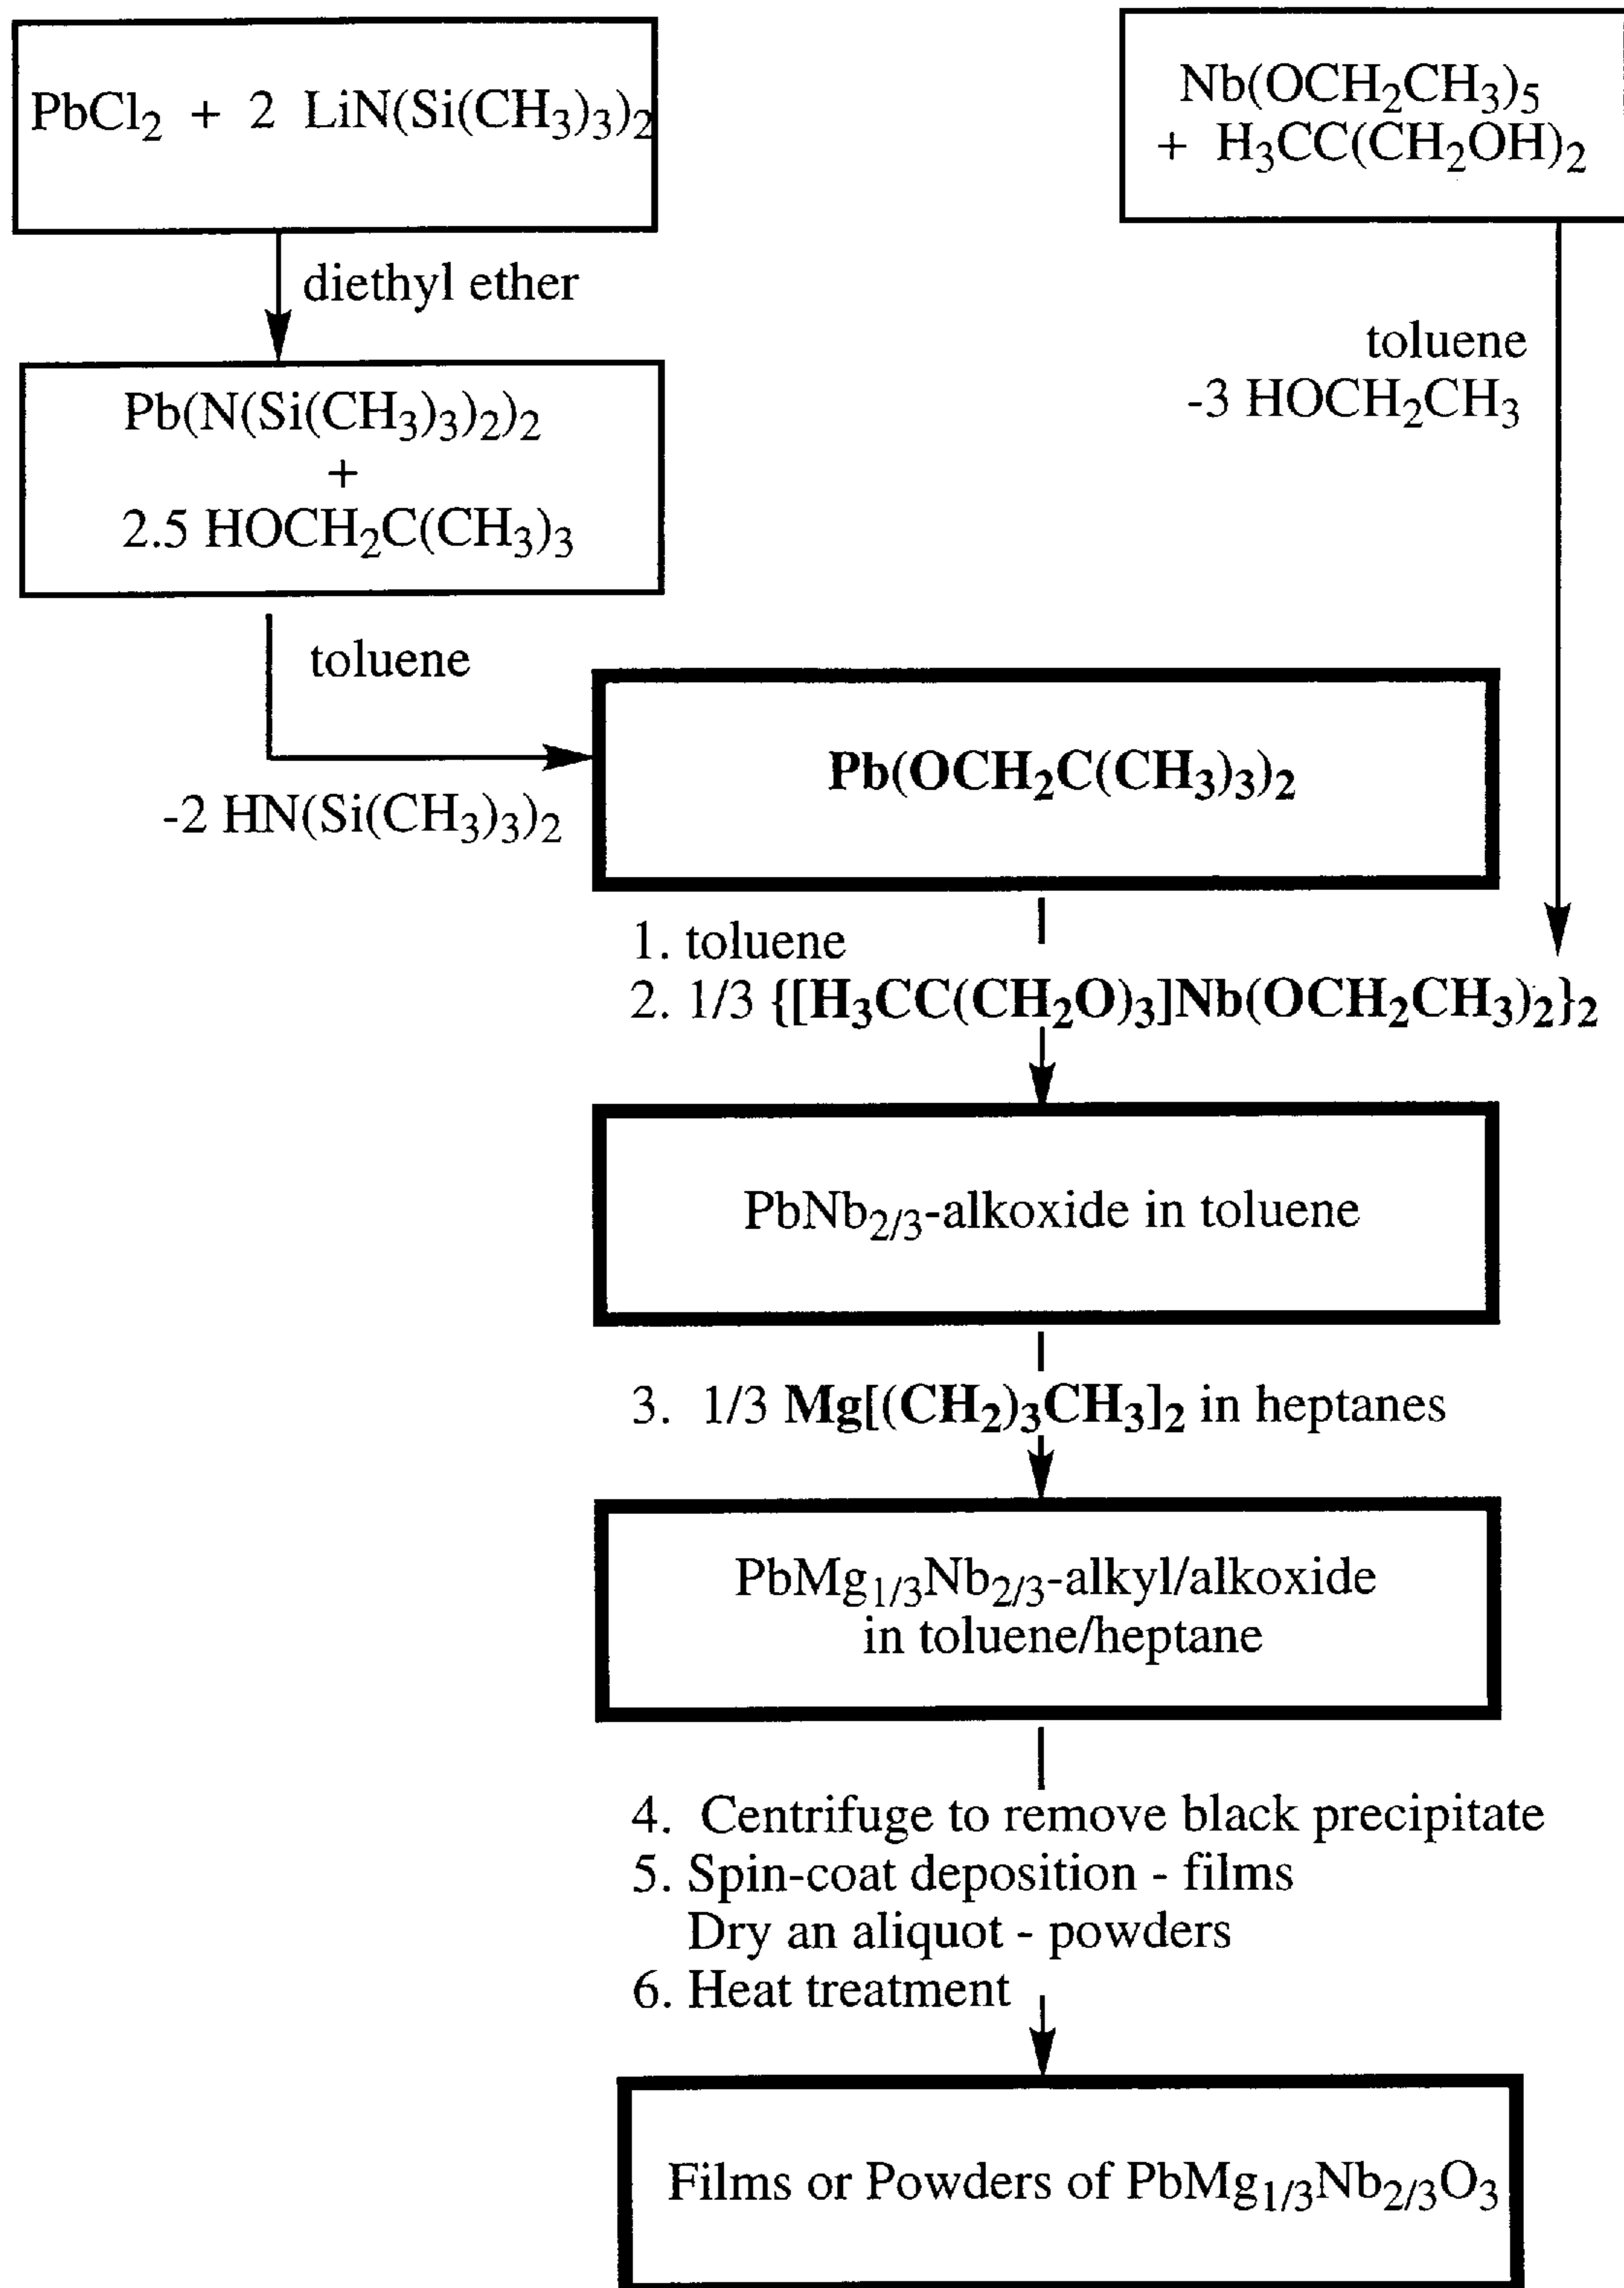 PbCl₂ + 2 LiN(Si(CH₃)₃)₂
Nb(OCH₂CH₃)₅
+ H₃CC(CH₂OH)₂
diethyl ether
toluene
-3 HOCH₂CH₃
Pb(N(Si(CH₃)₃)₂)₂
+
2.5 HOCH₂C(CH₃)₃
toluene
-2 HN(Si(CH₃)₃)₂
Pb(OCH₂C(CH₃)₃)₂
1. toluene
2. 1/3 {[H₃CC(CH₂O)₃]Nb(OCH₂CH₃)₂}₂
PbNb₂/₃-alkoxide in toluene
3. 1/3 Mg[(CH₂)₃CH₃]₂ in heptanes
PbMg₁/₃Nb₂/₃-alkyl/alkoxide
in toluene/heptane
4. Centrifuge to remove black precipitate
5. Spin-coat deposition - films
Dry an aliquot - powders
6. Heat treatment
Films or Powders of PbMg₁/₃Nb₂/₃O₃